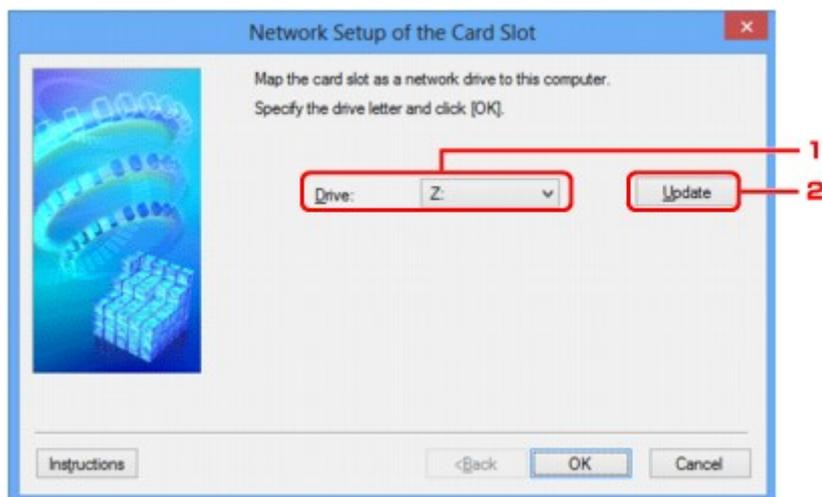 Network Setup of the Card Slot
Map the card slot as a network drive to this computer.
Specify the drive letter and click [OK].
1
Drive: Z: Update
2
Instructions <Back OK Cancel